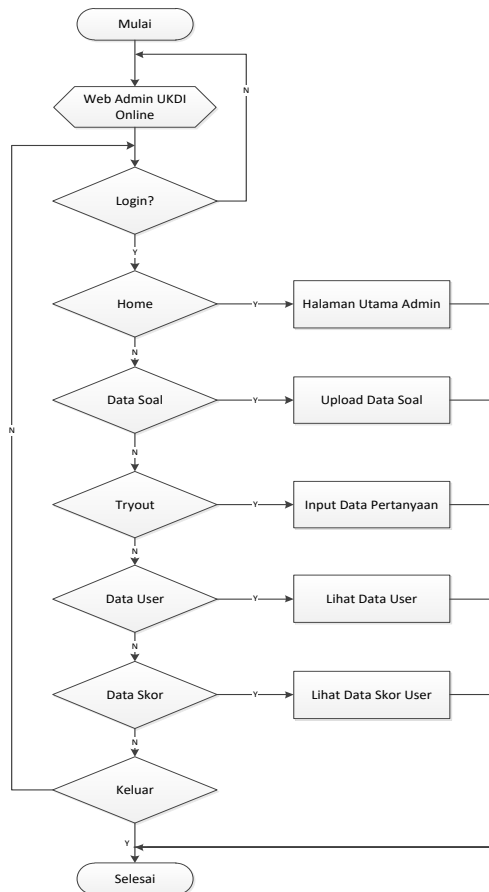 Mulai
N
Web Admin UKDI
Online
Login?
Y
Home
Y
Halaman Utama Admin
N
Data Soal
Y
Upload Data Soal
N
N
Tryout
Y
Input Data Pertanyaan
N
Data User
Y
Lihat Data User
N
Data Skor
Y
Lihat Data Skor User
N
Keluar
Y
Selesai